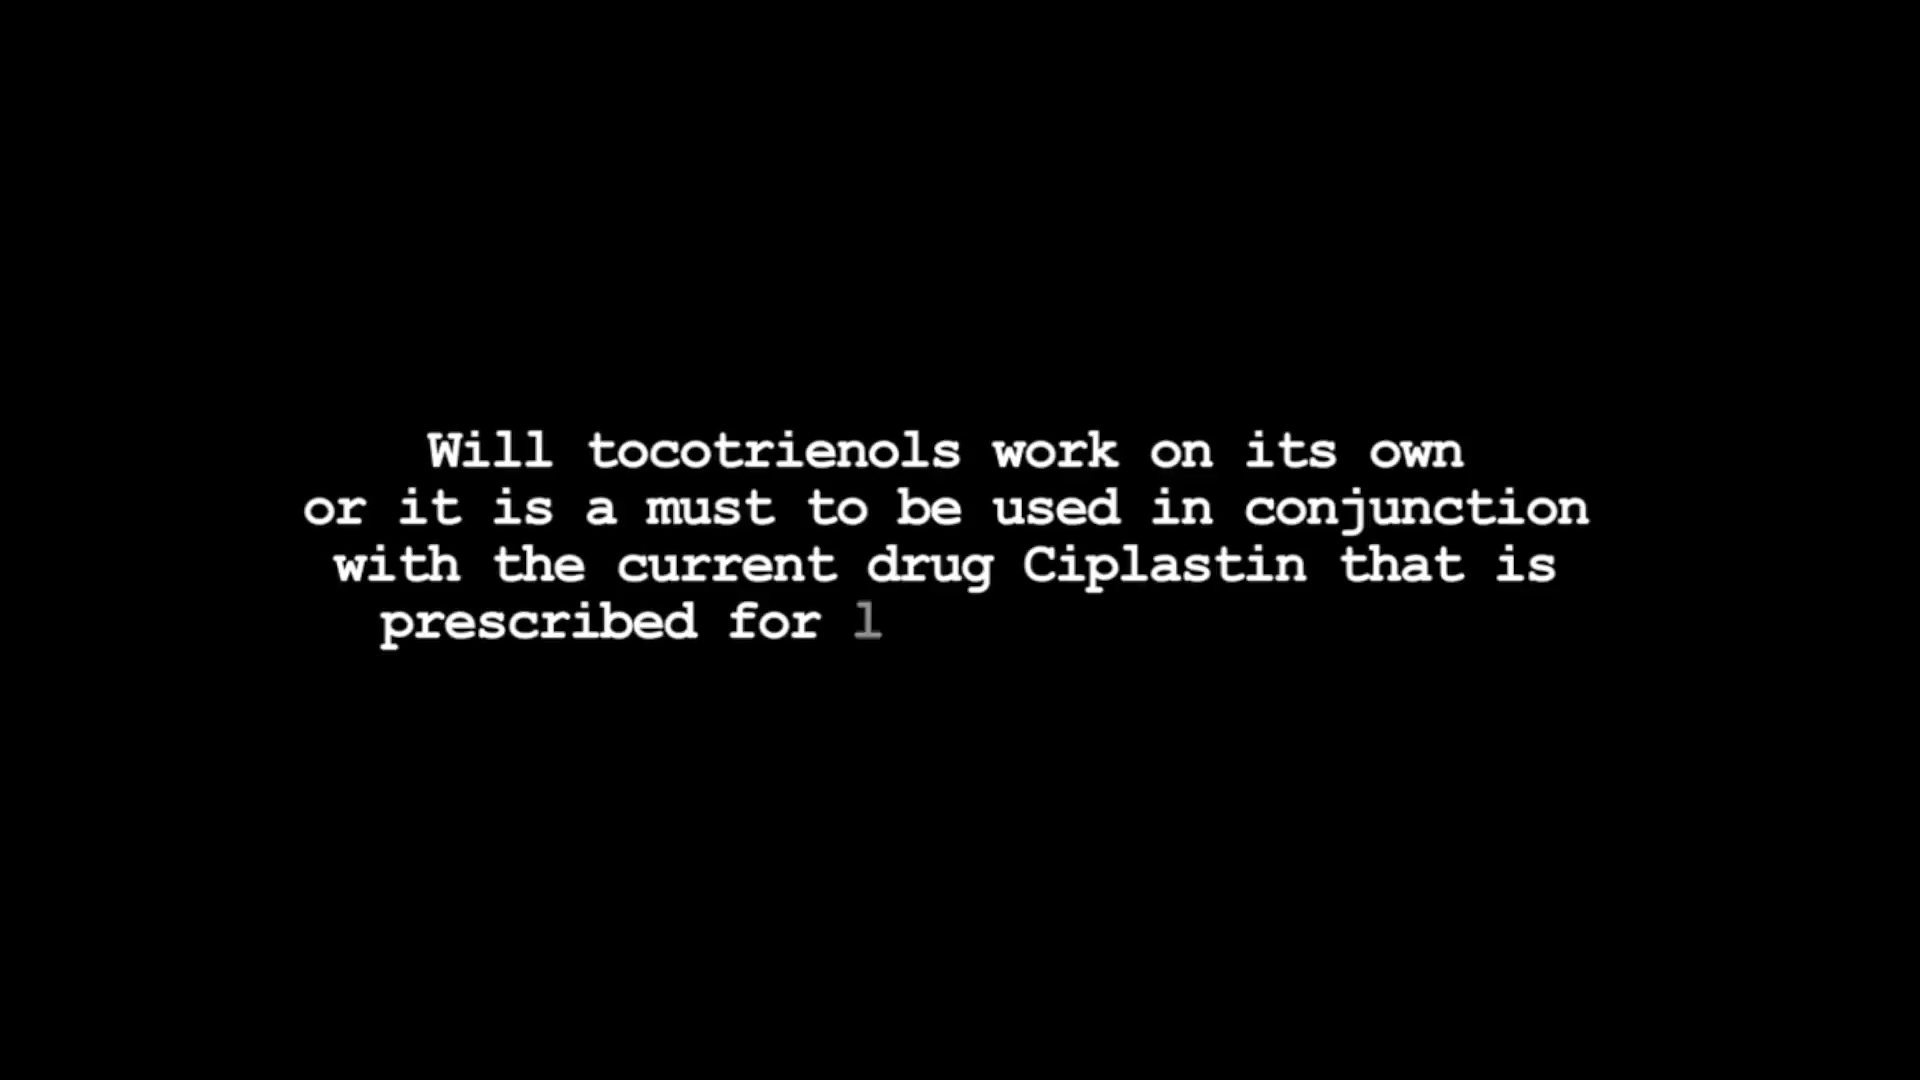 Will tocotrienols work on its own
or it is a must to be used in conjunction
with the current drug Ciplastin that is
prescribed for l